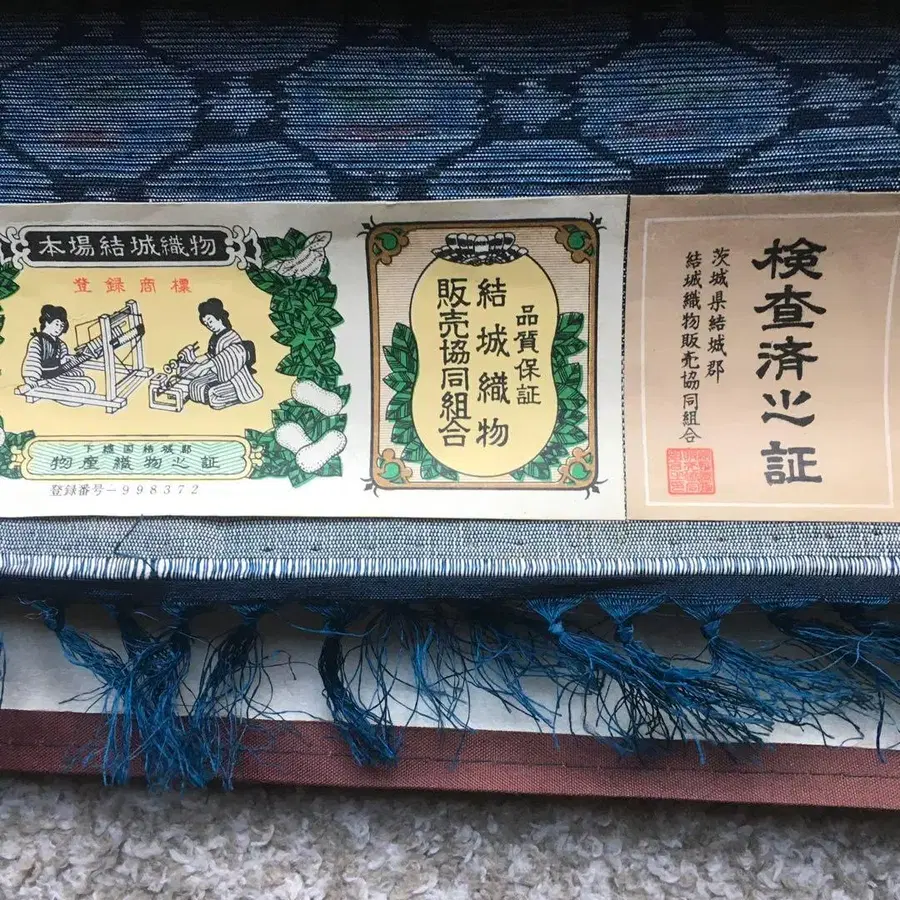 本場結城織物
登録商標
下総国結城郡
物産織物之証
登録番号－998372
品質保証
結城織物
販売協同組合
検査済之証
茨城県結城郡
結城織物販売協同組合